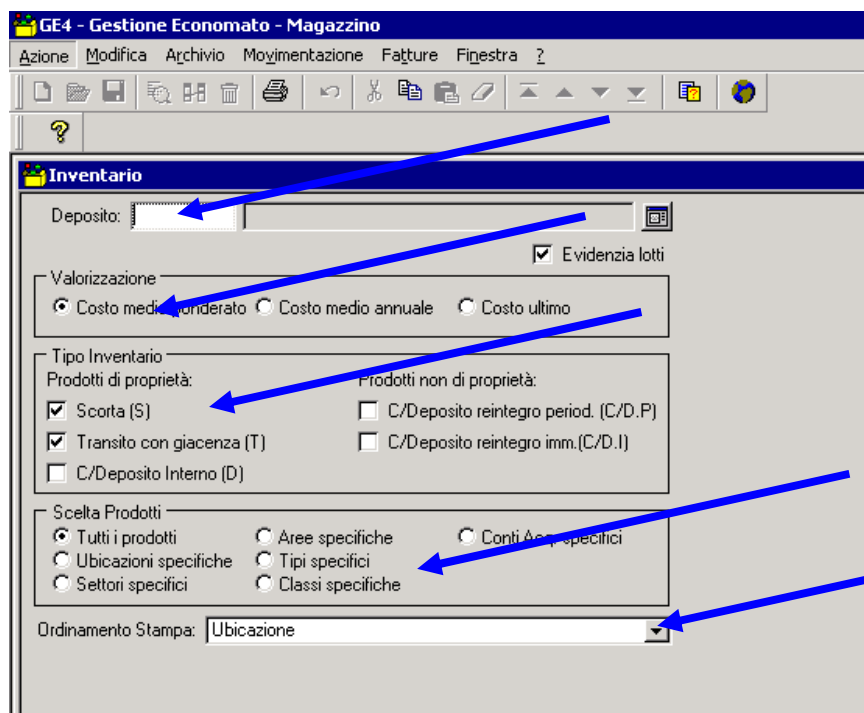 GE4 - Gestione Economato - Magazzino
Azione Modifica Archivio Movimentazione Fatture Finestra ?
Inventario
Deposito:
Evidenzia lotti
Valorizzazione
Costo medio ponderato Costo medio annuale Costo ultimo
Tipo Inventario
Prodotti di proprietà: Prodotti non di proprietà:
Scorta (S) C/Deposito reintegro period. (C/D.P)
Transito con giacenza (T) C/Deposito reintegro imm.(C/D.I)
C/Deposito Interno (D)
Scelta Prodotti
Tutti i prodotti Aree specifiche Conti specifici
Ubicazioni specifiche Tipi specifici
Settori specifici Classi specifiche
Ordinamento Stampa: Ubicazione